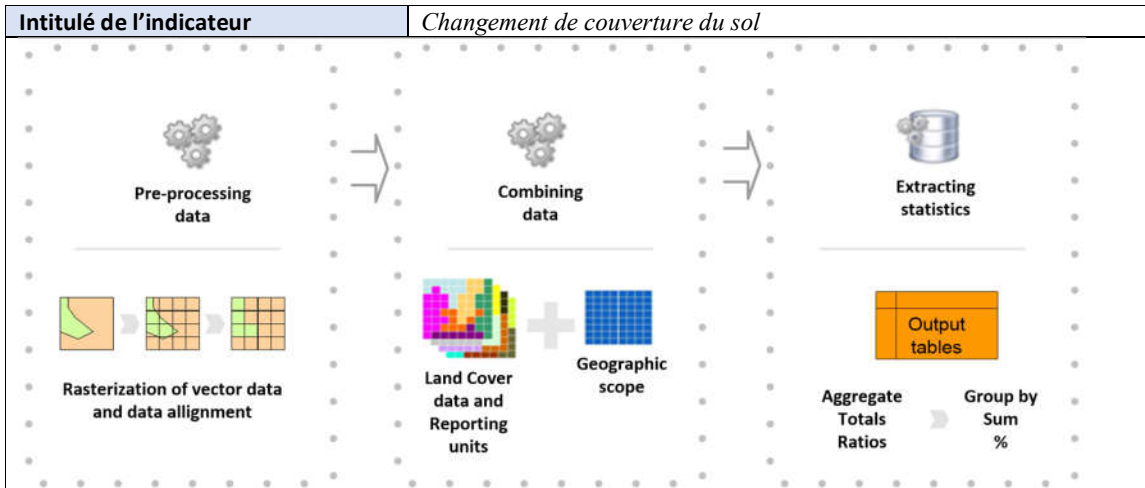 Intitulé de l’indicateur
Changement de couverture du sol
Pre-processing
data
Rasterization of vector data
and data allignment
Combining
data
Land Cover
data and
Reporting
units
Geographic
scope
Extracting
statistics
Output
tables
Aggregate
Totals
Ratios
Group by
Sum
%